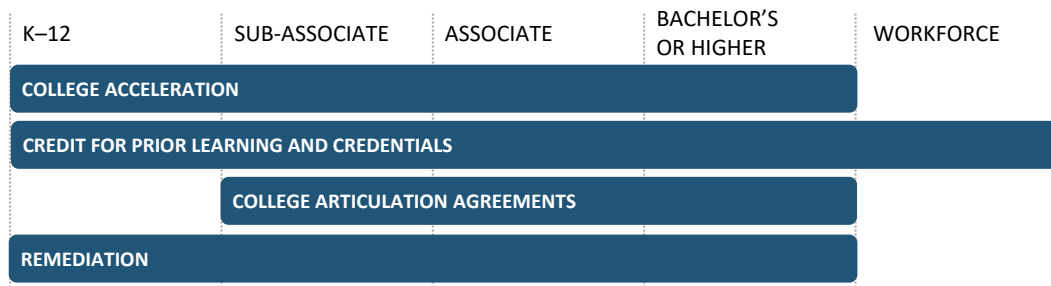 K–12
SUB-ASSOCIATE
ASSOCIATE
BACHELOR'S
OR HIGHER
WORKFORCE
COLLEGE ACCELERATION
CREDIT FOR PRIOR LEARNING AND CREDENTIALS
COLLEGE ARTICULATION AGREEMENTS
REMEDIATION